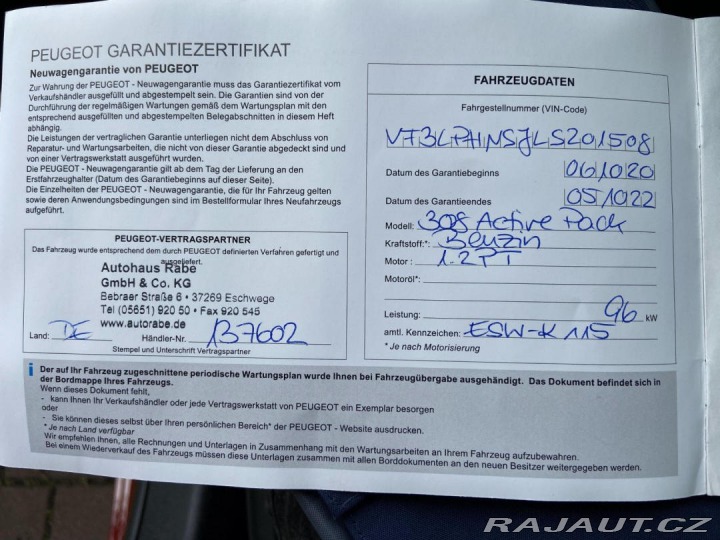 PEUGEOT GARANTIEZERTIFIKAT
Neuwagengarantie von PEUGEOT
Zur Wahrung der PEUGEOT - Neuwagengarantie muss das Garantiezertifikat vom
Verkaufshändler ausgefüllt und abgestempelt sein. Die Garantien sind von der
Durchführung der regelmäßigen Wartungen gemäß dem Wartungsplan mit den
entsprechend ausgefüllten und abgestempelten Belegabschnitten in diesem Heft
abhängig.
Die Leistungen der vertraglichen Garantie unterliegen nicht dem Abschluss von
Reparatur- und Wartungsarbeiten, die nicht von dieser Garantie abgedeckt sind und
von einer Vertragswerkstatt ausgeführt wurden.
Die PEUGEOT - Neuwagengarantie gilt ab dem Tag der Lieferung an den
Erstfahrzeughalter (Datum des Garantiebeginns auf dieser Seite).
Die Einzelheiten der PEUGEOT - Neuwagengarantie, die für Ihr Fahrzeug gelten
sowie deren Anwendungsbedingungen sind im Bestellformular Ihres Neufahrzeugs
aufgeführt.
PEUGEOT-VERTRAGSPARTNER
Das Fahrzeug wurde entsprechend dem durch PEUGEOT definierten Verfahren gefertigt und
ausgeliefert.
Autohaus Rabe
GmbH & Co. KG
Bebraer Straße 6 • 37269 Eschwege
Tel (05651) 920 50 • Fax 920 545
www.autorabe.de
Land: DE Händler-Nr. 137602
Stempel und Unterschrift Vertragspartner
FAHRZEUGDATEN
Fahrgestellnummer (VIN-Code)
VF3LPHNSJLS201508
Datum des Garantiebeginns 06/2020
Datum des Garantieendes 05/2022
Modell: 308 Active Pack
Kraftstoff:* Benzin
Motor : 1.2 PT
Motoröl*:
Leistung: 96 kW
amtl. Kennzeichen: ESW-K 115
* Je nach Motorisierung
i Der auf Ihr Fahrzeug zugeschnittene periodische Wartungsplan wurde Ihnen bei Fahrzeugübergabe ausgehändigt. Das Dokument befindet sich in
der Bordmappe Ihres Fahrzeugs.
Wenn dieses Dokument fehlt,
- kann Ihnen Ihr Verkaufshändler oder jede Vertragswerkstatt von PEUGEOT ein Exemplar besorgen
oder
- Sie können dieses selbst über Ihren persönlichen Bereich* der PEUGEOT - Website ausdrucken.
* Je nach Land verfügbar
Wir empfehlen Ihnen, alle Rechnungen und Unterlagen in Zusammenhang mit den Wartungsarbeiten an Ihrem Fahrzeug aufzubewahren.
Bei einem Wiederverkauf des Fahrzeugs müssen diese Unterlagen zusammen mit allen Borddokumenten an den neuen Besitzer weitergegeben werden.
RAJAUT.CZ